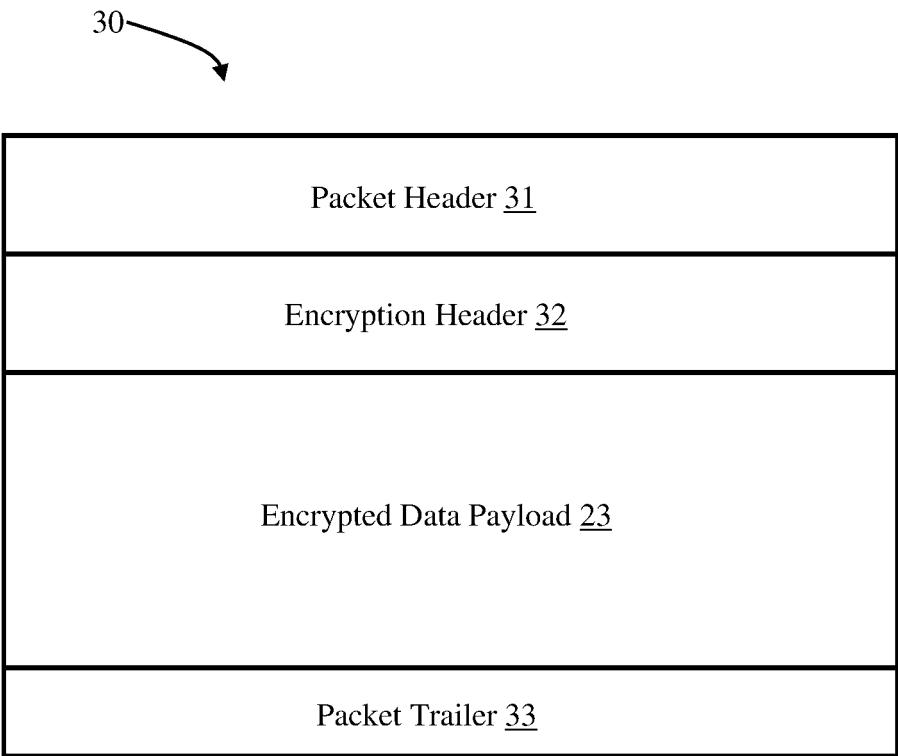 30
Packet Header 31
Encryption Header 32
Encrypted Data Payload 23
Packet Trailer 33